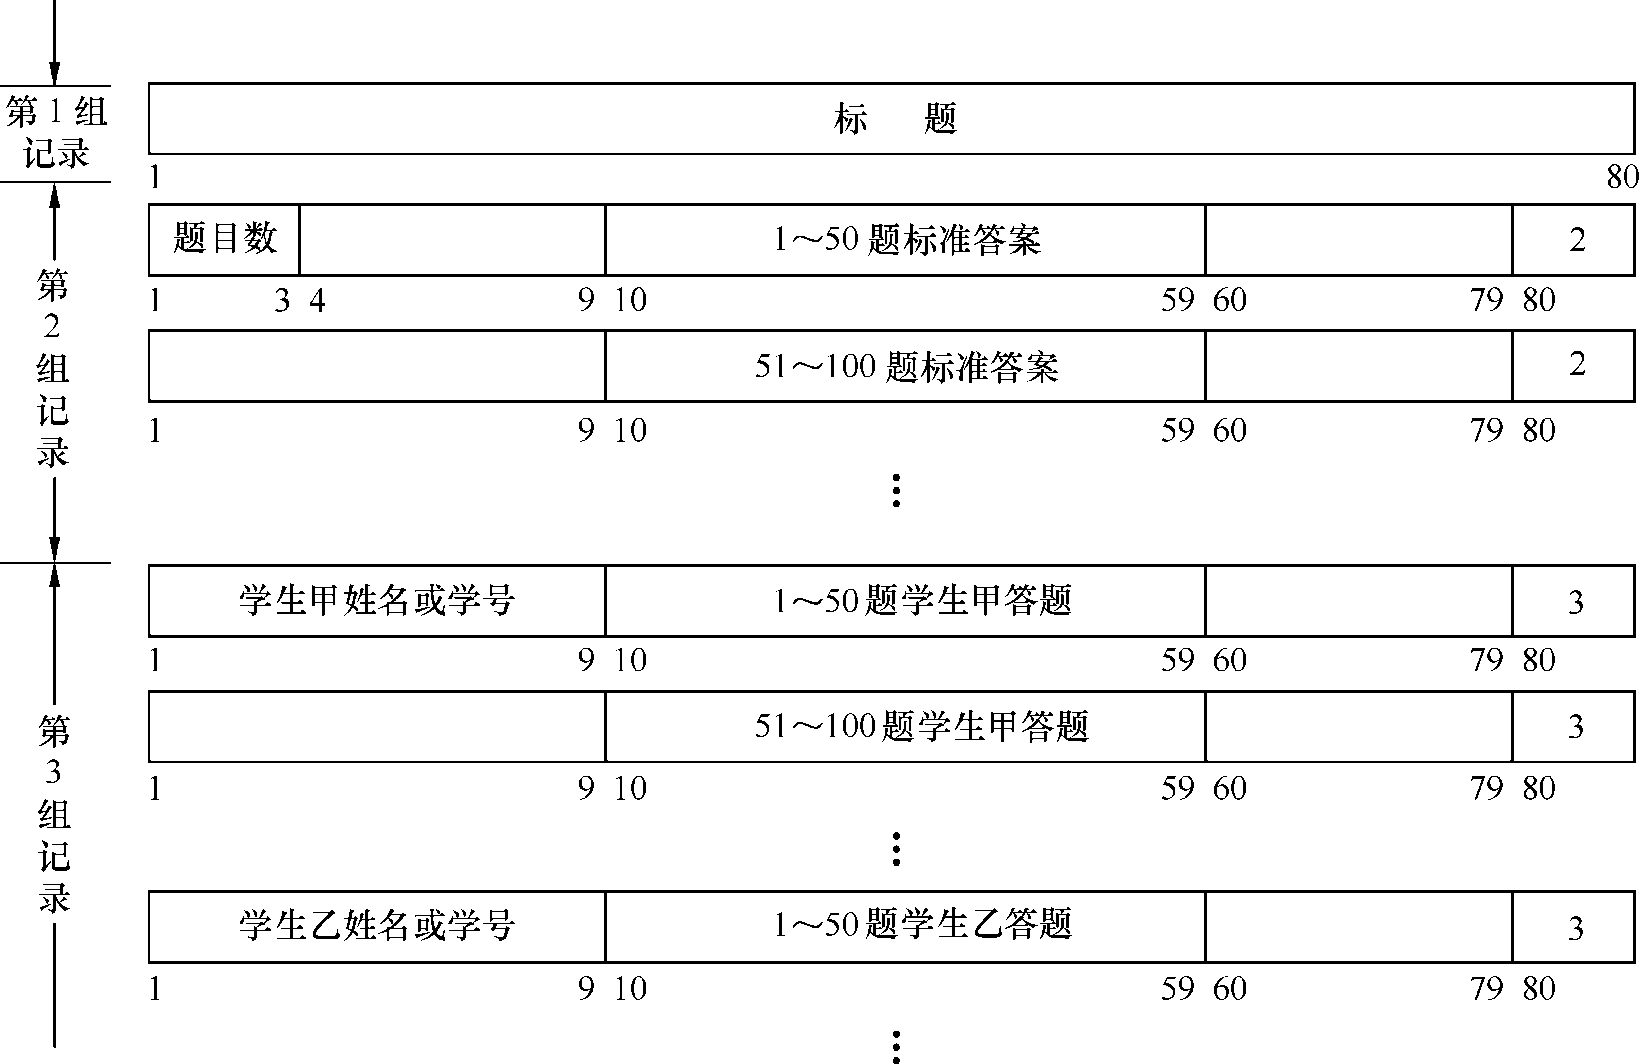 第1组
记录
标 题
1 80
第2组记录
题目数 1～50 题标准答案 2
1 3 4 9 10 59 60 79 80
51～100 题标准答案 2
1 9 10 59 60 79 80
⋮
第3组记录
学生甲姓名或学号 1～50题学生甲答题 3
1 9 10 59 60 79 80
51～100题学生甲答题 3
1 9 10 59 60 79 80
⋮
学生乙姓名或学号 1～50题学生乙答题 3
1 9 10 59 60 79 80
⋮